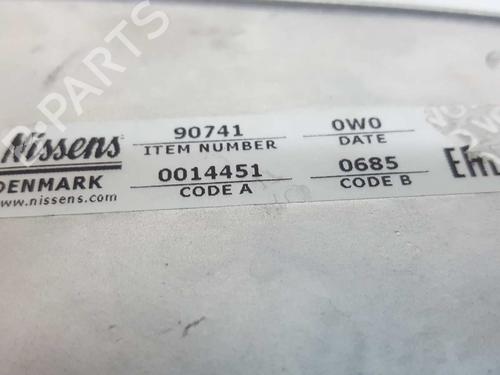 Nissens
DENMARK
www.nissens.com
90741
ITEM NUMBER
0014451
CODE A
0W0
DATE
0685
CODE B
PARTS